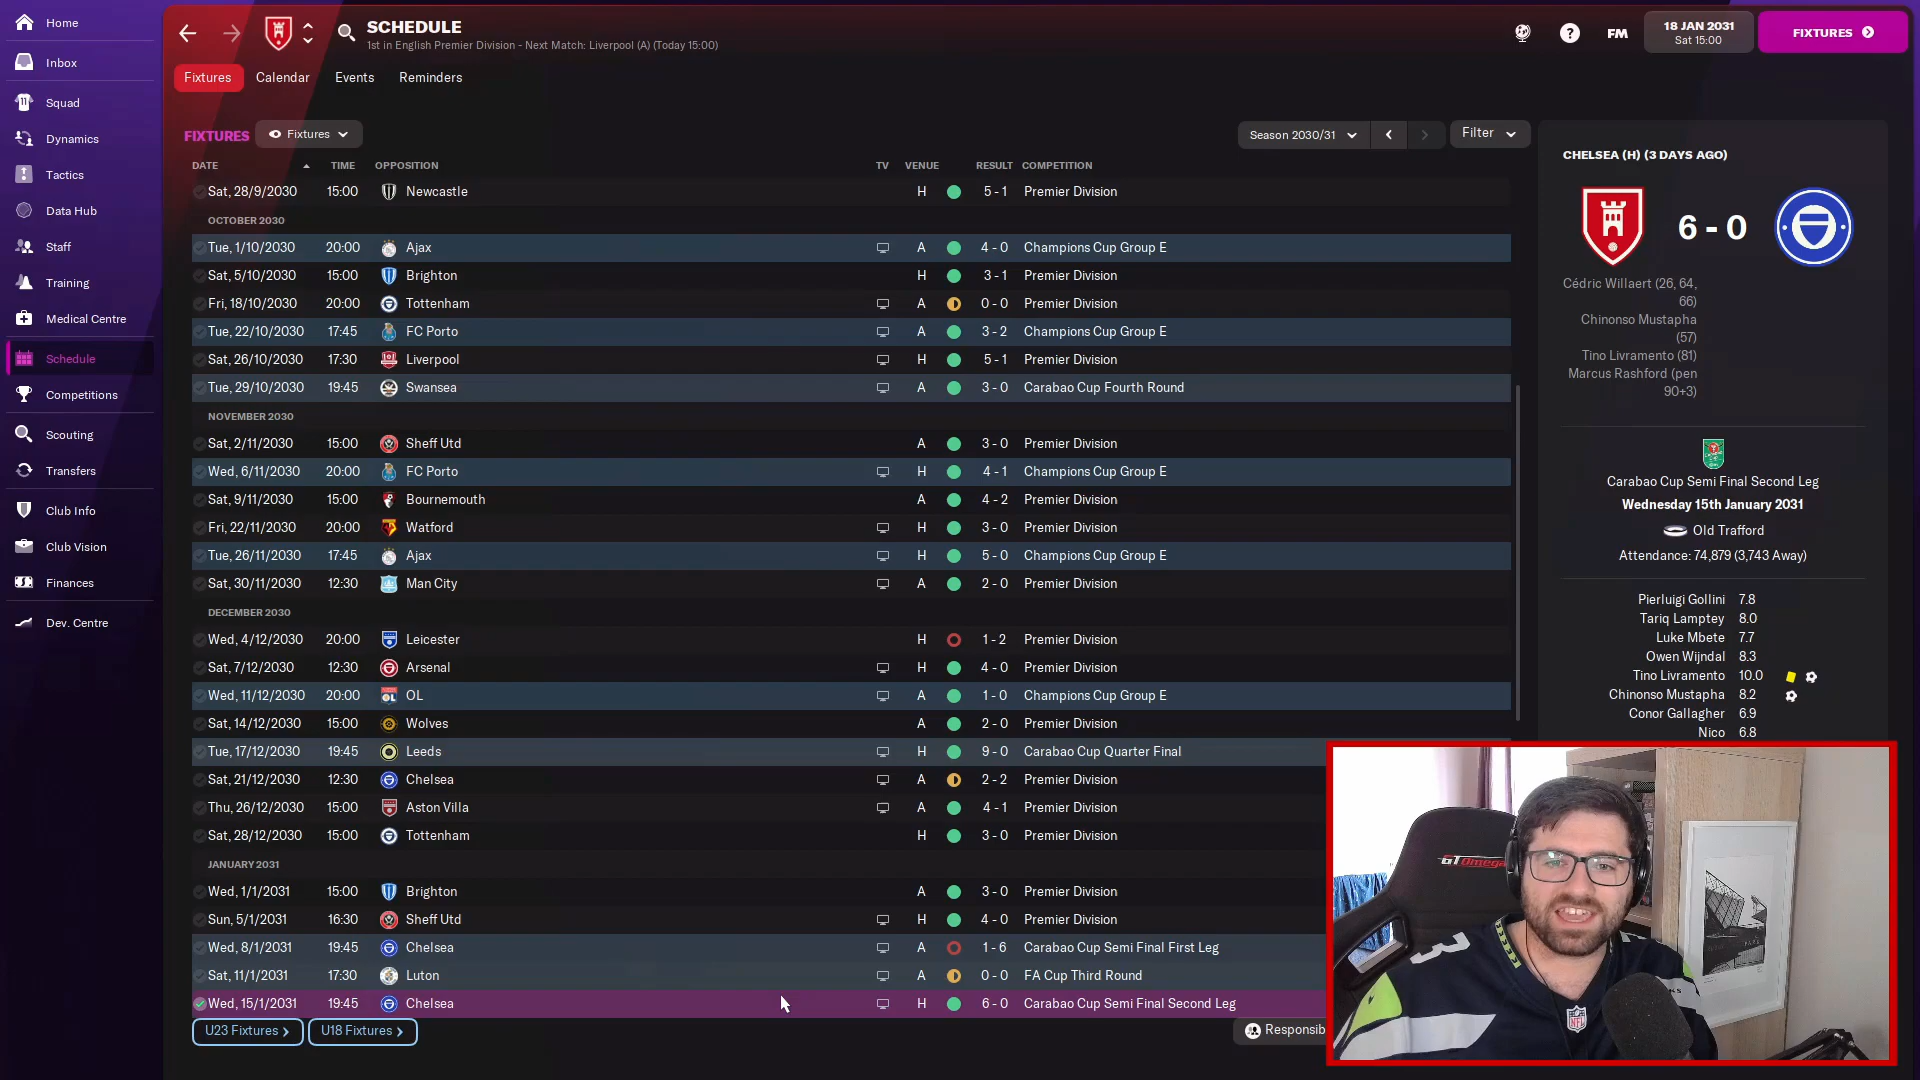 Home
Inbox
Squad
Dynamics
Tactics
Data Hub
Staff
Training
Medical Centre
Schedule
Competitions
Scouting
Transfers
Club Info
Club Vision
Finances
Dev. Centre
SCHEDULE
1st in English Premier Division - Next Match: Liverpool (A) (Today 15:00)
FM
18 JAN 2031
Sat 15:00
FIXTURES
Fixtures Calendar Events Reminders
FIXTURES Fixtures
Season 2030/31 Filter
DATE TIME OPPOSITION TV VENUE RESULT COMPETITION
Sat, 28/9/2030 15:00 Newcastle H 5 - 1 Premier Division
OCTOBER 2030
Tue, 1/10/2030 20:00 Ajax A 4 - 0 Champions Cup Group E
Sat, 5/10/2030 15:00 Brighton H 3 - 1 Premier Division
Fri, 18/10/2030 20:00 Tottenham A 0 - 0 Premier Division
Tue, 22/10/2030 17:45 FC Porto A 3 - 2 Champions Cup Group E
Sat, 26/10/2030 17:30 Liverpool H 5 - 1 Premier Division
Tue, 29/10/2030 19:45 Swansea A 3 - 0 Carabao Cup Fourth Round
NOVEMBER 2030
Sat, 2/11/2030 15:00 Sheff Utd A 3 - 0 Premier Division
Wed, 6/11/2030 20:00 FC Porto H 4 - 1 Champions Cup Group E
Sat, 9/11/2030 15:00 Bournemouth A 4 - 2 Premier Division
Fri, 22/11/2030 20:00 Watford H 3 - 0 Premier Division
Tue, 26/11/2030 17:45 Ajax H 5 - 0 Champions Cup Group E
Sat, 30/11/2030 12:30 Man City A 2 - 0 Premier Division
DECEMBER 2030
Wed, 4/12/2030 20:00 Leicester H 1 - 2 Premier Division
Sat, 7/12/2030 12:30 Arsenal H 4 - 0 Premier Division
Wed, 11/12/2030 20:00 OL A 1 - 0 Champions Cup Group E
Sat, 14/12/2030 15:00 Wolves A 2 - 0 Premier Division
Tue, 17/12/2030 19:45 Leeds H 9 - 0 Carabao Cup Quarter Final
Sat, 21/12/2030 12:30 Chelsea A 2 - 2 Premier Division
Thu, 26/12/2030 15:00 Aston Villa A 4 - 1 Premier Division
Sat, 28/12/2030 15:00 Tottenham H 3 - 0 Premier Division
JANUARY 2031
Wed, 1/1/2031 15:00 Brighton A 3 - 0 Premier Division
Sun, 5/1/2031 16:30 Sheff Utd H 4 - 0 Premier Division
Wed, 8/1/2031 19:45 Chelsea A 1 - 6 Carabao Cup Semi Final First Leg
Sat, 11/1/2031 17:30 Luton A 0 - 0 FA Cup Third Round
Wed, 15/1/2031 19:45 Chelsea H 6 - 0 Carabao Cup Semi Final Second Leg
U23 Fixtures U18 Fixtures
Responsib
CHELSEA (H) (3 DAYS AGO)
6 - 0
Cédric Willaert (26, 64,
66)
Chinonso Mustapha
(57)
Tino Livramento (81)
Marcus Rashford (pen
90+3)
Carabao Cup Semi Final Second Leg
Wednesday 15th January 2031
Old Trafford
Attendance: 74,879 (3,743 Away)
Pierluigi Gollini 7.8
Tariq Lamptey 8.0
Luke Mbete 7.7
Owen Wijndal 8.3
Tino Livramento 10.0
Chinonso Mustapha 8.2
Conor Gallagher 6.9
Nico 6.8
GT Omega
NFL